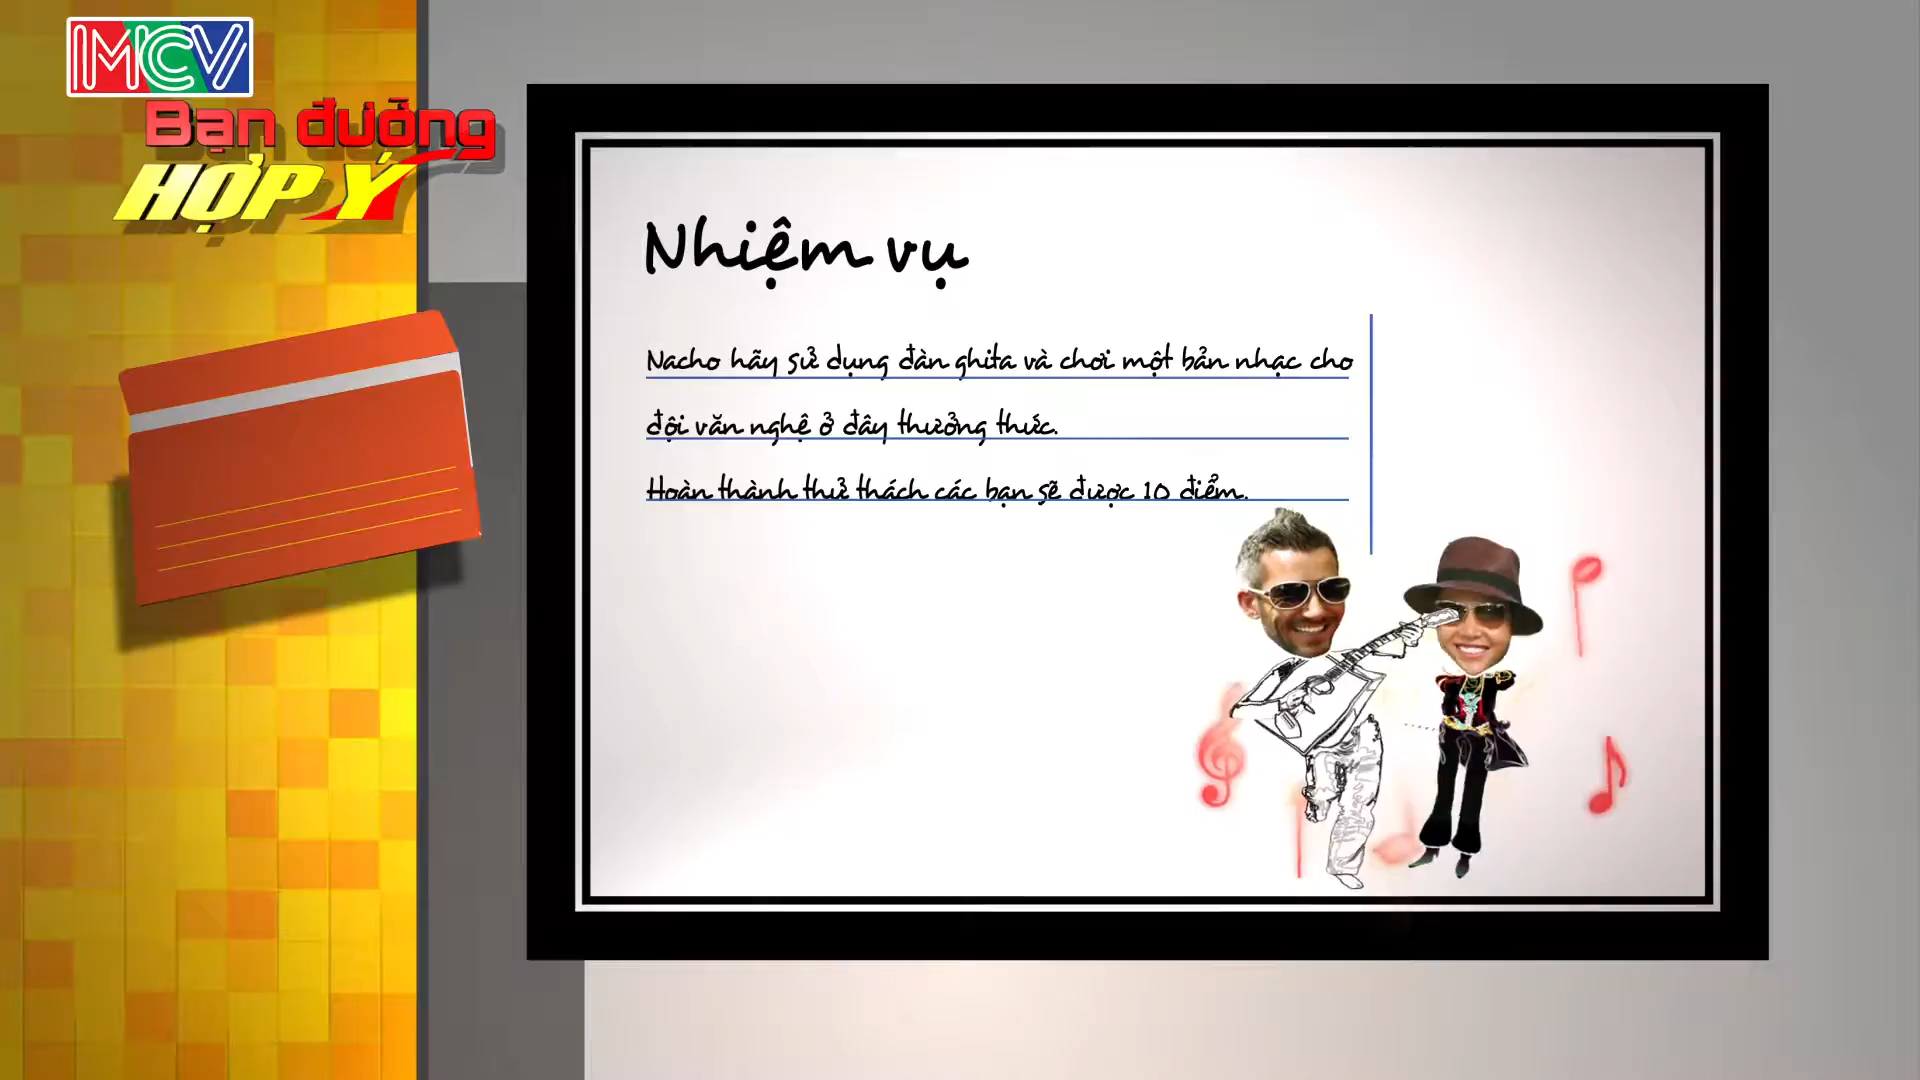 MCV
Bạn đường
HỢP Ý
Nhiệm vụ
Nacho hãy sử dụng đàn ghita và chơi một bản nhạc cho
đội văn nghệ ở đây thưởng thức.
Hoàn thành thử thách các bạn sẽ được 10 điểm.